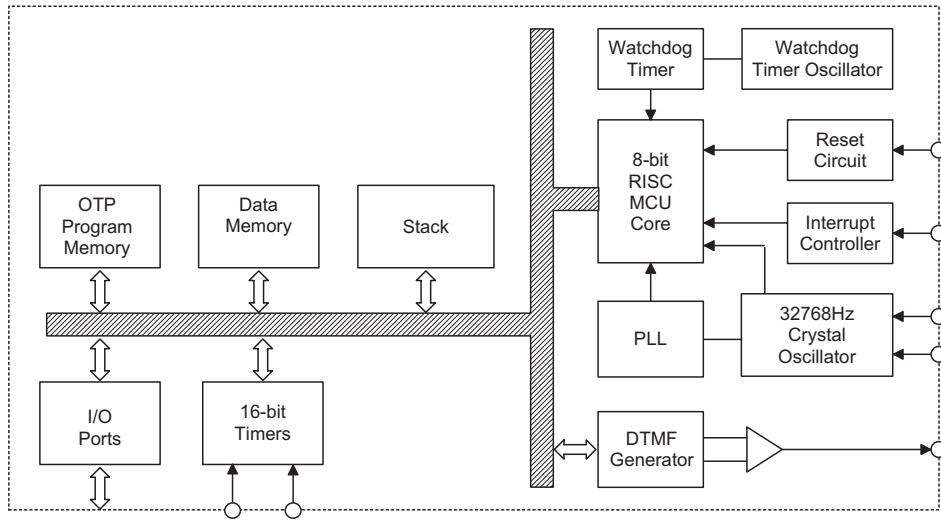 Watchdog
Timer
Watchdog
Timer Oscillator
8-bit
RISC
MCU
Core
Reset
Circuit
OTP
Program
Memory
Data
Memory
Stack
Interrupt
Controller
PLL
32768Hz
Crystal
Oscillator
I/O
Ports
16-bit
Timers
DTMF
Generator